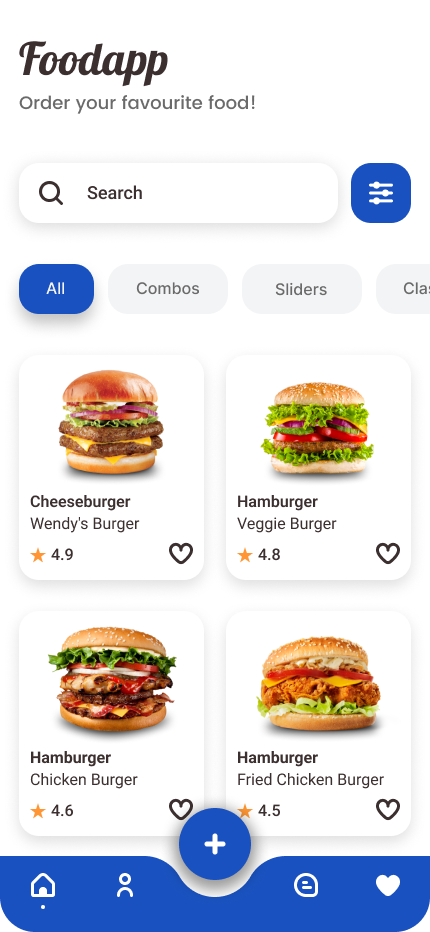 Foodapp
Order your favourite food!
Search
All Combos Sliders Clas
Cheeseburger
Wendy's Burger
4.9
Hamburger
Veggie Burger
4.8
Hamburger
Chicken Burger
4.6
Hamburger
Fried Chicken Burger
4.5